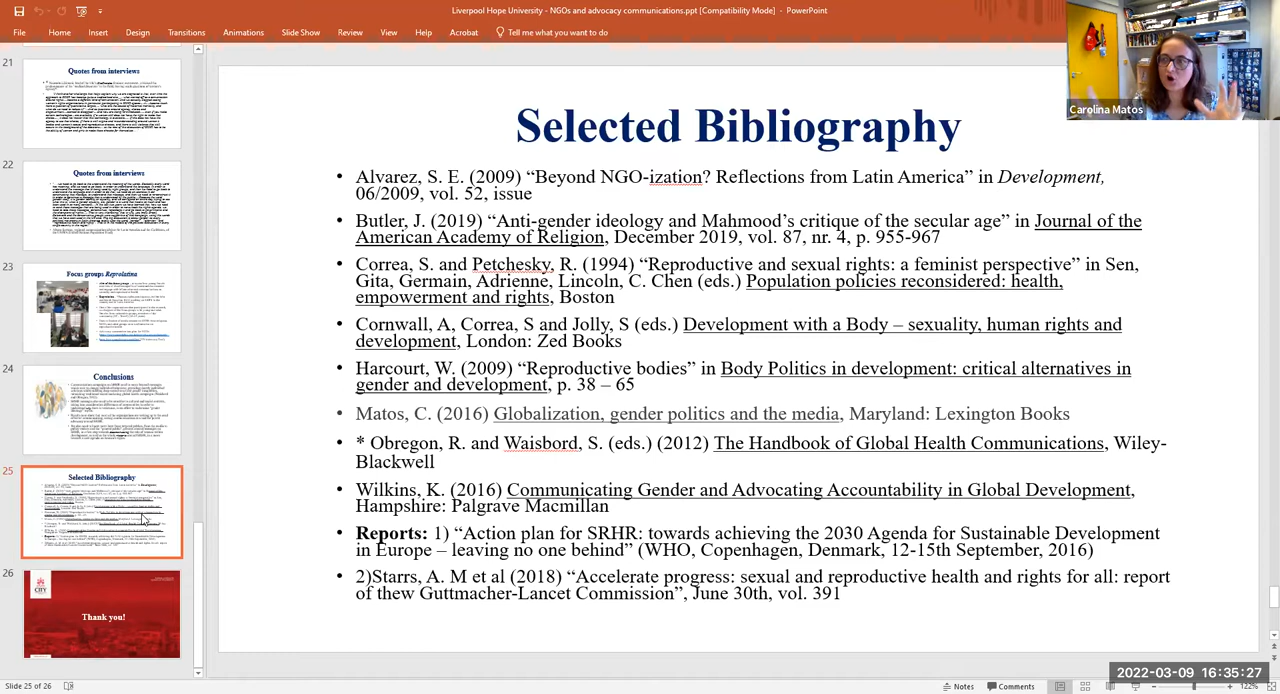 Liverpool Hope University - NGOs and advocacy communications.ppt [Compatibility Mode] - PowerPoint
File Home Insert Design Transitions Animations Slide Show Review View Help Acrobat Tell me what you want to do
Carolina Matos
21
Quotes from interviews
22
Quotes from interviews
23
Focus groups Reprolatina
24
Conclusions
25
Selected Bibliography
26
CITY
Thank you!
Selected Bibliography
• Alvarez, S. E. (2009) “Beyond NGO-ization? Reflections from Latin America” in Development,
06/2009, vol. 52, issue
• Butler, J. (2019) “Anti-gender ideology and Mahmood’s critique of the secular age” in Journal of the
American Academy of Religion, December 2019, vol. 87, nr. 4, p. 955-967
• Correa, S. and Petchesky, R. (1994) “Reproductive and sexual rights: a feminist perspective” in Sen,
Gita, Germain, Adrienne, Lincoln, C. Chen (eds.) Population policies reconsidered: health,
empowerment and rights, Boston
• Cornwall, A, Correa, S and Jolly, S (eds.) Development with a Body – sexuality, human rights and
development, London: Zed Books
• Harcourt, W. (2009) “Reproductive bodies” in Body Politics in development: critical alternatives in
gender and development, p. 38 – 65
• Matos, C. (2016) Globalization, gender politics and the media, Maryland: Lexington Books
• * Obregon, R. and Waisbord, S. (eds.) (2012) The Handbook of Global Health Communications, Wiley-
Blackwell
• Wilkins, K. (2016) Communicating Gender and Advocating Accountability in Global Development,
Hampshire: Palgrave Macmillan
• Reports: 1) “Action plan for SRHR: towards achieving the 2030 Agenda for Sustainable Development
in Europe – leaving no one behind” (WHO, Copenhagen, Denmark, 12-15th September, 2016)
• 2)Starrs, A. M et al (2018) “Accelerate progress: sexual and reproductive health and rights for all: report
of thew Guttmacher-Lancet Commission”, June 30th, vol. 391
2022-03-09 16:35:27
Slide 25 of 26
Notes Comments 122%